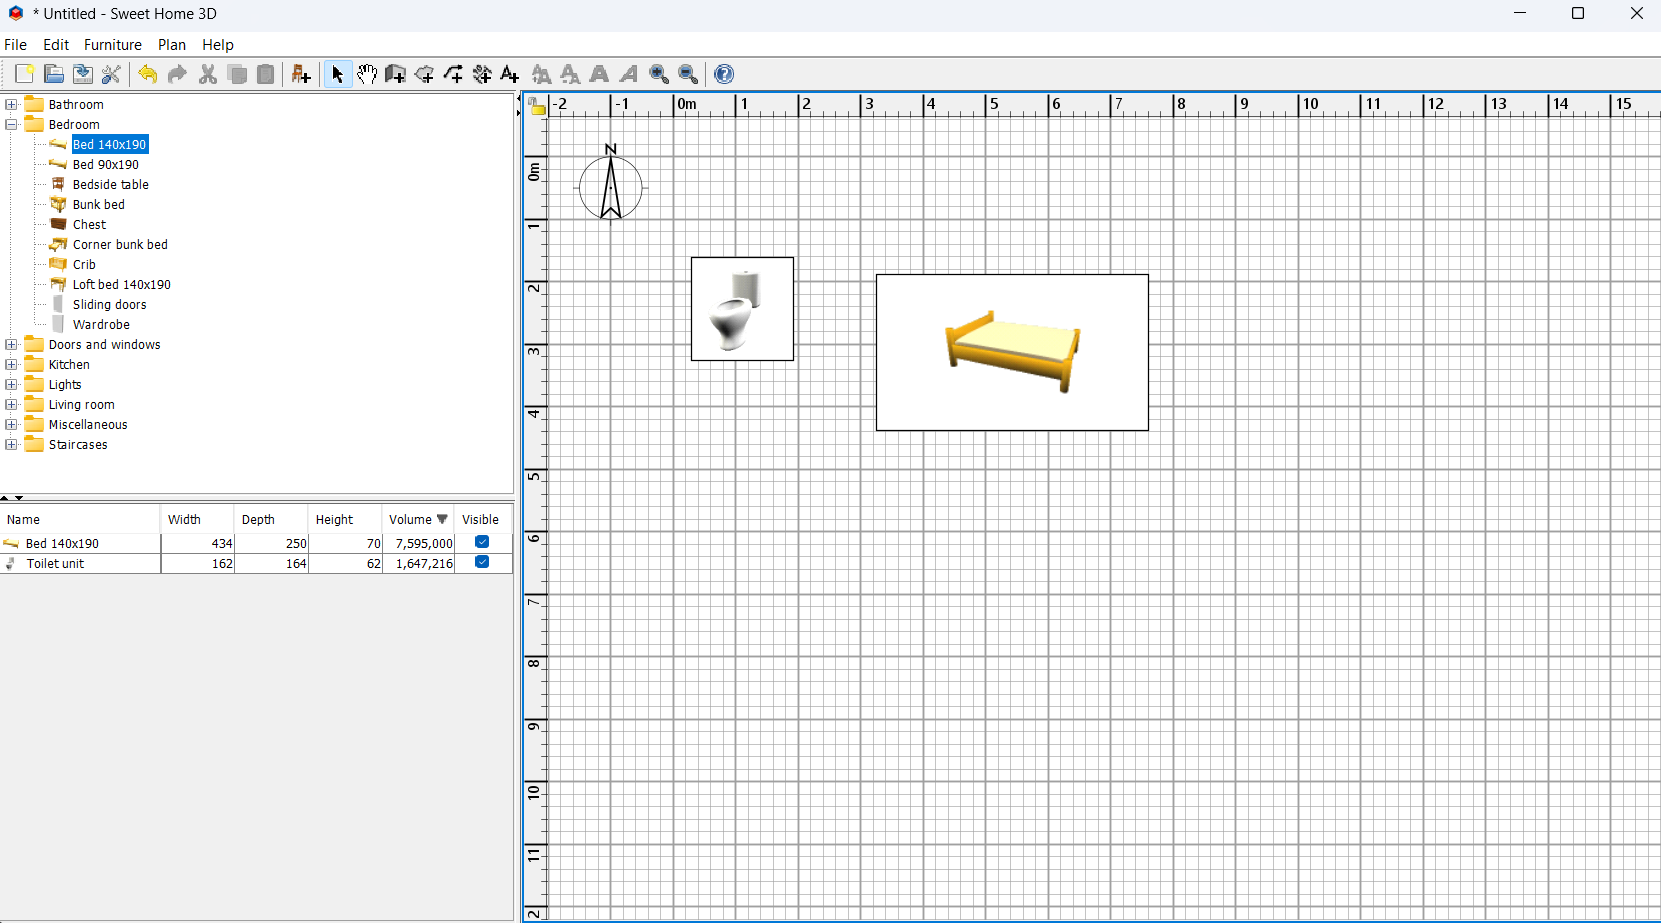 * Untitled - Sweet Home 3D
File Edit Furniture Plan Help
Bathroom
Bedroom
Bed 140x190
Bed 90x190
Bedside table
Bunk bed
Chest
Corner bunk bed
Crib
Loft bed 140x190
Sliding doors
Wardrobe
Doors and windows
Kitchen
Lights
Living room
Miscellaneous
Staircases
Name Width Depth Height Volume Visible
Bed 140x190 434 250 70 7,595,000
Toilet unit 162 164 62 1,647,216
-2 -1 0m 1 2 3 4 5 6 7 8 9 10 11 12 13 14 15
0m
1
2
3
4
5
6
7
8
9
10
11
2
N